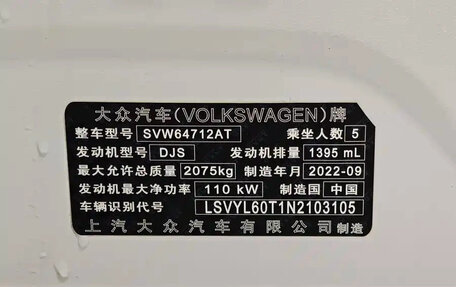 大众汽车(VOLKSWAGEN)牌
整车型号 SVW64712AT 乘坐人数 5
发动机型号 DJS 发动机排量 1395 mL
最大允许总质量 2075kg 制造年月 2022-09
发动机最大净功率 110 kW 制造国 中国
车辆识别代号 LSVYL60T1N2103105
上汽大众汽车有限公司 制造